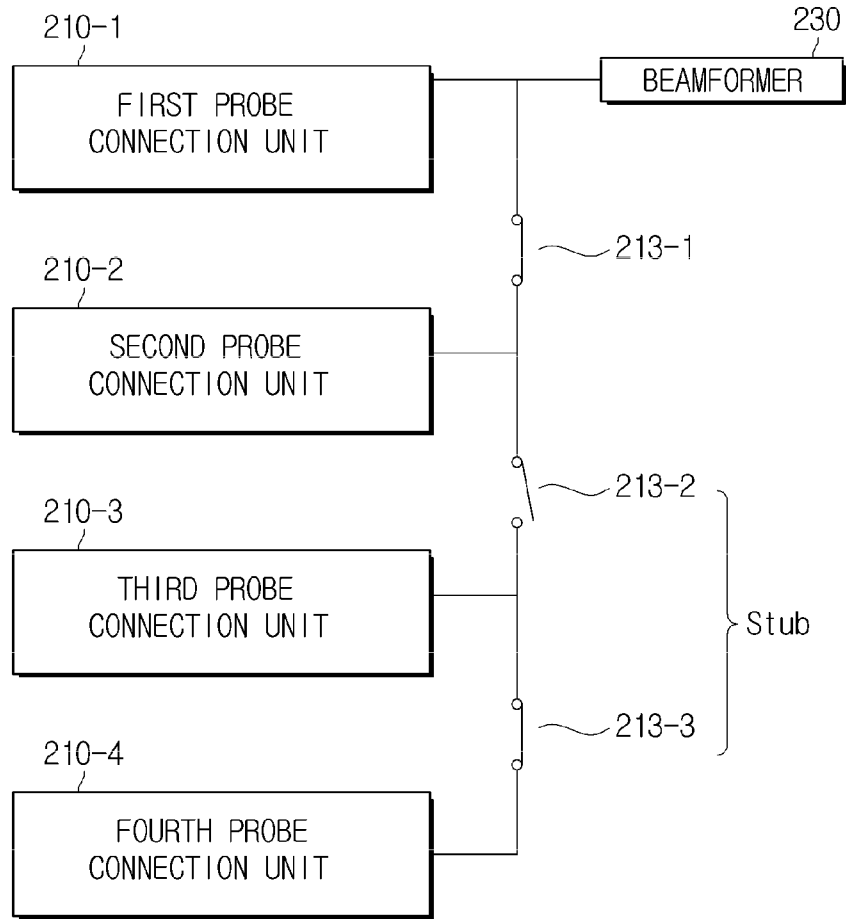 210-1
230
FIRST PROBE
CONNECTION UNIT
BEAMFORMER
213-1
210-2
SECOND PROBE
CONNECTION UNIT
213-2
210-3
THIRD PROBE
CONNECTION UNIT
Stub
213-3
210-4
FOURTH PROBE
CONNECTION UNIT